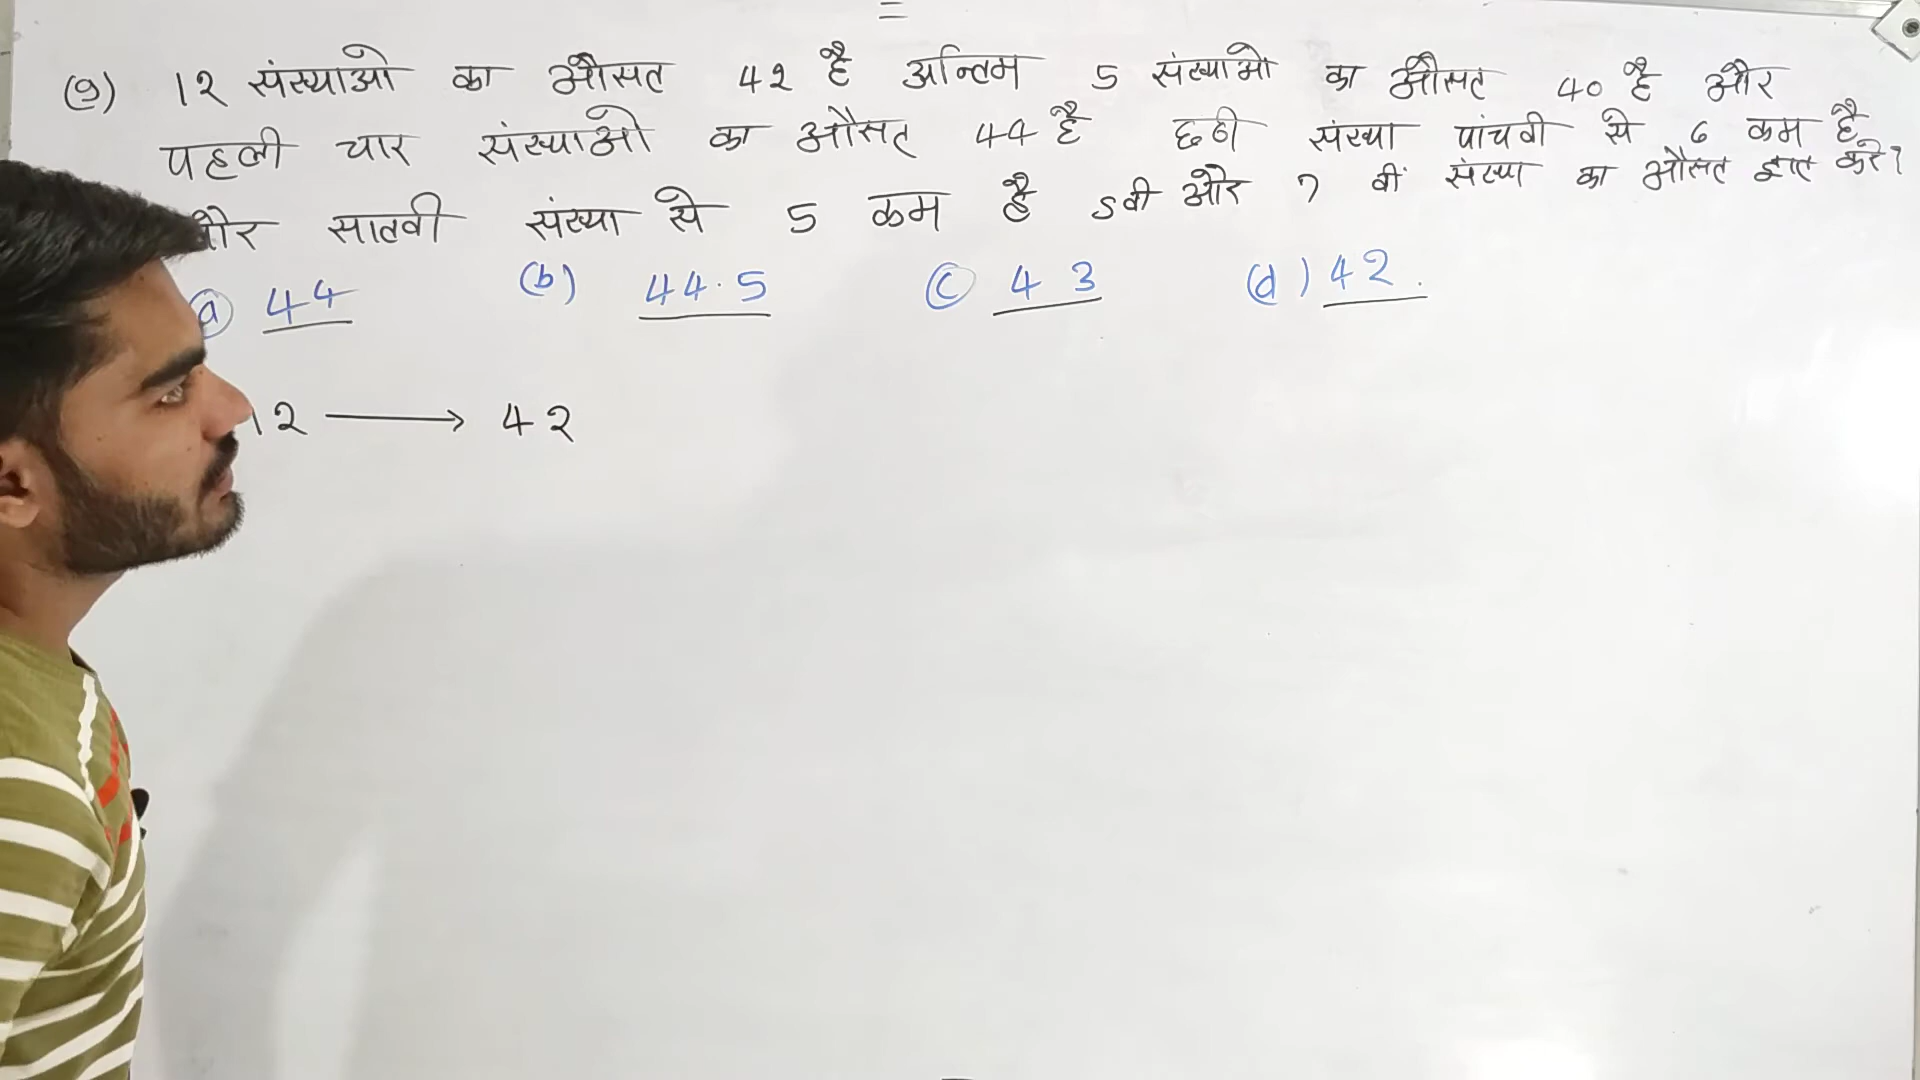 (9) 12 संख्याओ का औसत 42 है अन्तिम 5 संख्याओ का औसत 40 है और
पहली चार संख्याओ का औसत 44 है छठी संख्या पांचवी से 6 कम है
और सातवी संख्या से 5 कम है 5वी और 7 वीं संख्या का औसत ज्ञात करे?
(a) 44 (b) 44.5 (c) 43 (d) 42.
12 ⟶ 42